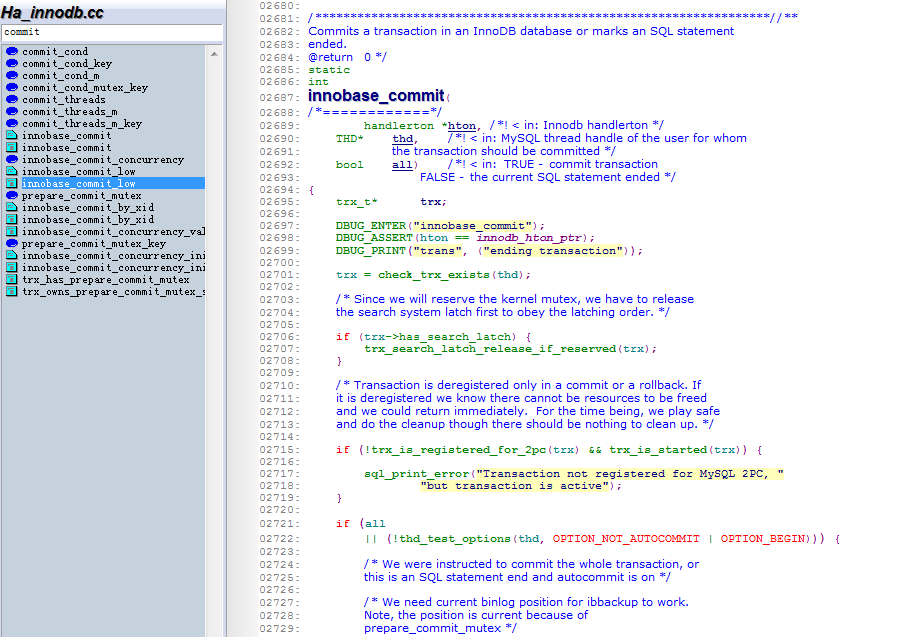 Ha_innodb.cc
commit
commit_cond
commit_cond_key
commit_cond_m
commit_cond_mutex_key
commit_threads
commit_threads_m
commit_threads_m_key
innobase_commit
innobase_commit
innobase_commit_concurrency
innobase_commit_low
innobase_commit_low
prepare_commit_mutex
innobase_commit_by_xid
innobase_commit_by_xid
innobase_commit_concurrency_val
prepare_commit_mutex_key
innobase_commit_concurrency_ini
innobase_commit_concurrency_ini
trx_has_prepare_commit_mutex
trx_owns_prepare_commit_mutex_s
02680:
02681: /*****************************************************************//**
02682: Commits a transaction in an InnoDB database or marks an SQL statement
02683: ended.
02684: @return 0 */
02685: static
02686: int
02687: innobase_commit(
02688: /*============*/
02689: handlerton *hton, /*!< in: Innodb handlerton */
02690: THD* thd, /*!< in: MySQL thread handle of the user for whom
02691: the transaction should be committed */
02692: bool all) /*!< in: TRUE - commit transaction
02693: FALSE - the current SQL statement ended */
02694: {
02695: trx_t* trx;
02696:
02697: DBUG_ENTER("innobase_commit");
02698: DBUG_ASSERT(hton == innodb_hton_ptr);
02699: DBUG_PRINT("trans", ("ending transaction"));
02700:
02701: trx = check_trx_exists(thd);
02702:
02703: /* Since we will reserve the kernel mutex, we have to release
02704: the search system latch first to obey the latching order. */
02705:
02706: if (trx->has_search_latch) {
02707: trx_search_latch_release_if_reserved(trx);
02708: }
02709:
02710: /* Transaction is deregistered only in a commit or a rollback. If
02711: it is deregistered we know there cannot be resources to be freed
02712: and we could return immediately. For the time being, we play safe
02713: and do the cleanup though there should be nothing to clean up. */
02714:
02715: if (!trx_is_registered_for_2pc(trx) && trx_is_started(trx)) {
02716:
02717: sql_print_error("Transaction not registered for MySQL 2PC, "
02718: "but transaction is active");
02719: }
02720:
02721: if (all
02722: || (!thd_test_options(thd, OPTION_NOT_AUTOCOMMIT | OPTION_BEGIN))) {
02723:
02724: /* We were instructed to commit the whole transaction, or
02725: this is an SQL statement end and autocommit is on */
02726:
02727: /* We need current binlog position for ibbackup to work.
02728: Note, the position is current because of
02729: prepare_commit_mutex */